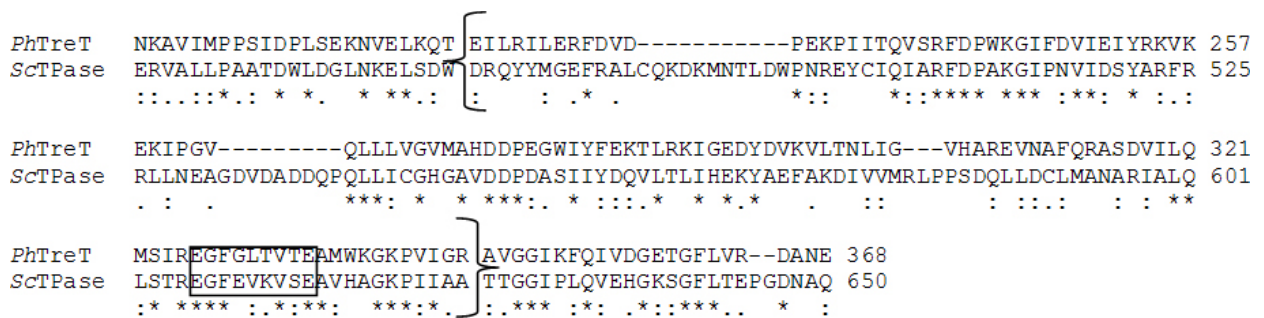 PhTreT NKAVIMPPSIDPLSEKNVELKQT EILRILERFDVD-----------PEKPIITQVSRFDPWKGIFDVIEIYRKVK 257
ScTPase ERVALLPAATDWLDGLNKELSDW DRQYYMGEFRALCQKDKMNTLDWPNREYCIQIARFDPAKGIPNVIDSYARFR 525
::..::*.: * *. * **.: : : .* . *:: *::**** *** :**: * :.:
PhTreT EKIPGV---------QLLLVGVMAHDDPEGWIYFEKTLRKIGEDYDVKVLTNLIG---VHAREVNAFQRASDVILQ 321
ScTPase RLLNEAGDVDADDQPQLLICGHGAVDDPDASIIYDQVLTLIHEKYAEFAKDIVVMRLPPSDQLLDCLMANARIALQ 601
. : . ***: * * ***:. * :::.* * *.* . :: : ::.: : : **
PhTreT MSIREGFGLTVTEAMWKGKPVIGR AVGGIKFQIVDGETGFLVR--DANE 368
ScTPase LSTREGFEVKVSEAVHAGKPIIAA TTGGIPLQVEHGKSGFLTEPGDNAQ 650
:* **** :.*:**: ***:*. :.*** :*: .*::***.. * :